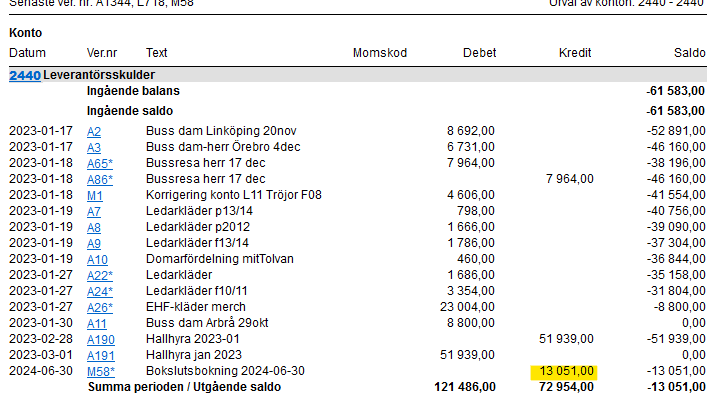 Senaste ver. nr. A1344, L718, M58 Urval av konton: 2440 - 2440
Konto
Datum Ver.nr Text Momskod Debet Kredit Saldo
2440 Leverantörsskulder
Ingående balans -61 583,00
Ingående saldo -61 583,00
2023-01-17 A2 Buss dam Linköping 20nov 8 692,00 -52 891,00
2023-01-17 A3 Buss dam-herr Örebro 4dec 6 731,00 -46 160,00
2023-01-18 A65* Bussresa herr 17 dec 7 964,00 -38 196,00
2023-01-18 A86* Bussresa herr 17 dec 7 964,00 -46 160,00
2023-01-18 M1 Korrigering konto L11 Tröjor F08 4 606,00 -41 554,00
2023-01-19 A7 Ledarkläder p13/14 798,00 -40 756,00
2023-01-19 A8 Ledarkläder p2012 1 666,00 -39 090,00
2023-01-19 A9 Ledarkläder f13/14 1 786,00 -37 304,00
2023-01-19 A10 Domarfördelning mitTolvan 460,00 -36 844,00
2023-01-27 A22* Ledarkläder 1 686,00 -35 158,00
2023-01-27 A24* Ledarkläder f10/11 3 354,00 -31 804,00
2023-01-27 A26* EHF-kläder merch 23 004,00 -8 800,00
2023-01-30 A11 Buss dam Arbrå 29okt 8 800,00 0,00
2023-02-28 A190 Hallhyra 2023-01 51 939,00 -51 939,00
2023-03-01 A191 Hallhyra jan 2023 51 939,00 0,00
2024-06-30 M58* Bokslutsbokning 2024-06-30 13 051,00 -13 051,00
Summa perioden / Utgående saldo 121 486,00 72 954,00 -13 051,00